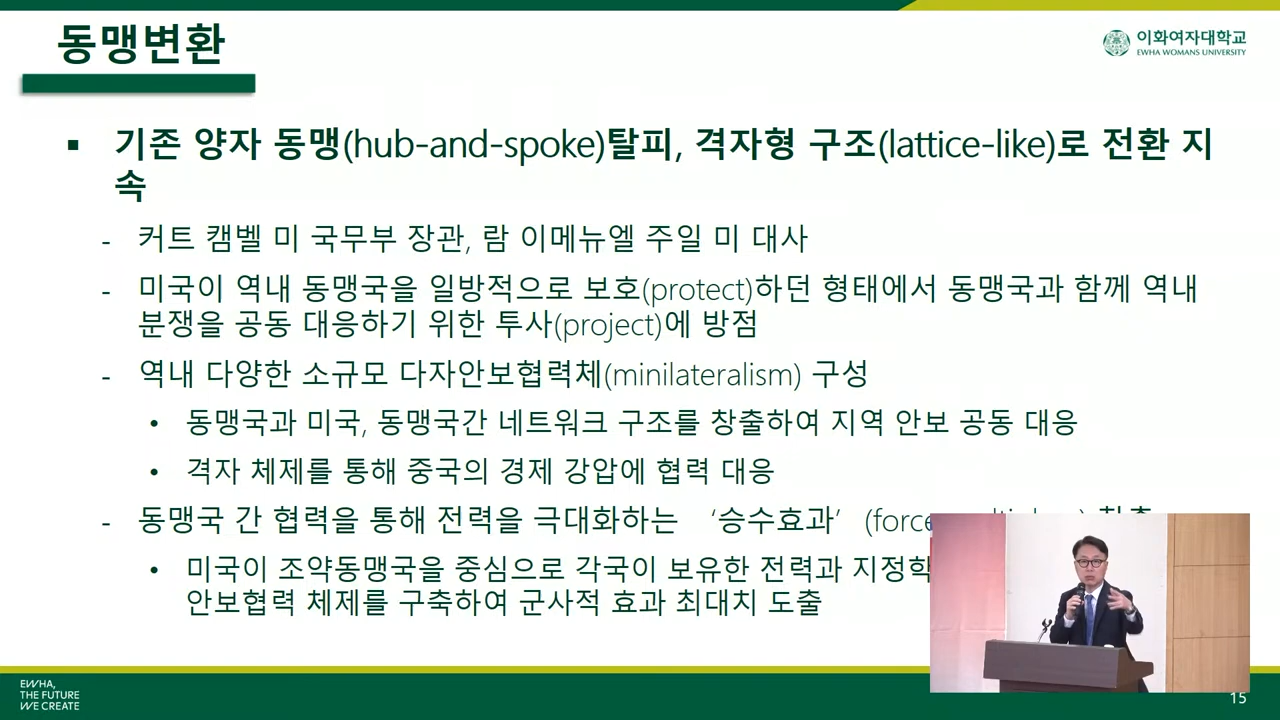 동맹변환
이화여자대학교
EWHA WOMANS UNIVERSITY
▪ 기존 양자 동맹(hub-and-spoke)탈피, 격자형 구조(lattice-like)로 전환 지
속
- 커트 캠벨 미 국무부 장관, 람 이메뉴엘 주일 미 대사
- 미국이 역내 동맹국을 일방적으로 보호(protect)하던 형태에서 동맹국과 함께 역내
분쟁을 공동 대응하기 위한 투사(project)에 방점
- 역내 다양한 소규모 다자안보협력체(minilateralism) 구성
• 동맹국과 미국, 동맹국간 네트워크 구조를 창출하여 지역 안보 공동 대응
• 격자 체제를 통해 중국의 경제 강압에 협력 대응
- 동맹국 간 협력을 통해 전력을 극대화하는 ‘승수효과’ (force
• 미국이 조약동맹국을 중심으로 각국이 보유한 전력과 지정학
안보협력 체제를 구축하여 군사적 효과 최대치 도출
EWHA,
THE FUTURE
WE CREATE
15